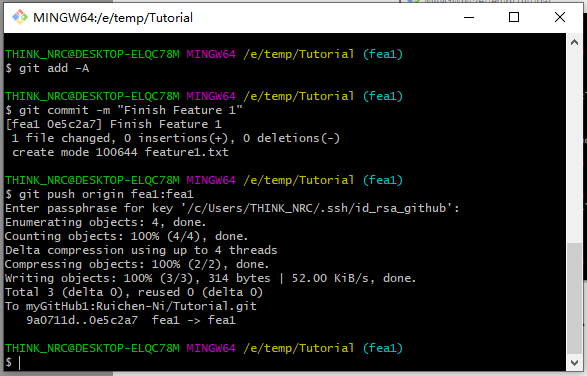 MINGW64:/e/temp/Tutorial
THINK_NRC@DESKTOP-ELQC78M MINGW64 /e/temp/Tutorial (fea1)
$ git add -A
THINK_NRC@DESKTOP-ELQC78M MINGW64 /e/temp/Tutorial (fea1)
$ git commit -m "Finish Feature 1"
[fea1 0e5c2a7] Finish Feature 1
 1 file changed, 0 insertions(+), 0 deletions(-)
 create mode 100644 feature1.txt
THINK_NRC@DESKTOP-ELQC78M MINGW64 /e/temp/Tutorial (fea1)
$ git push origin fea1:fea1
Enter passphrase for key '/c/Users/THINK_NRC/.ssh/id_rsa_github':
Enumerating objects: 4, done.
Counting objects: 100% (4/4), done.
Delta compression using up to 4 threads
Compressing objects: 100% (2/2), done.
Writing objects: 100% (3/3), 314 bytes | 52.00 KiB/s, done.
Total 3 (delta 0), reused 0 (delta 0)
To myGitHub1:Ruichen-Ni/Tutorial.git
   9a0711d..0e5c2a7  fea1 -> fea1
THINK_NRC@DESKTOP-ELQC78M MINGW64 /e/temp/Tutorial (fea1)
$